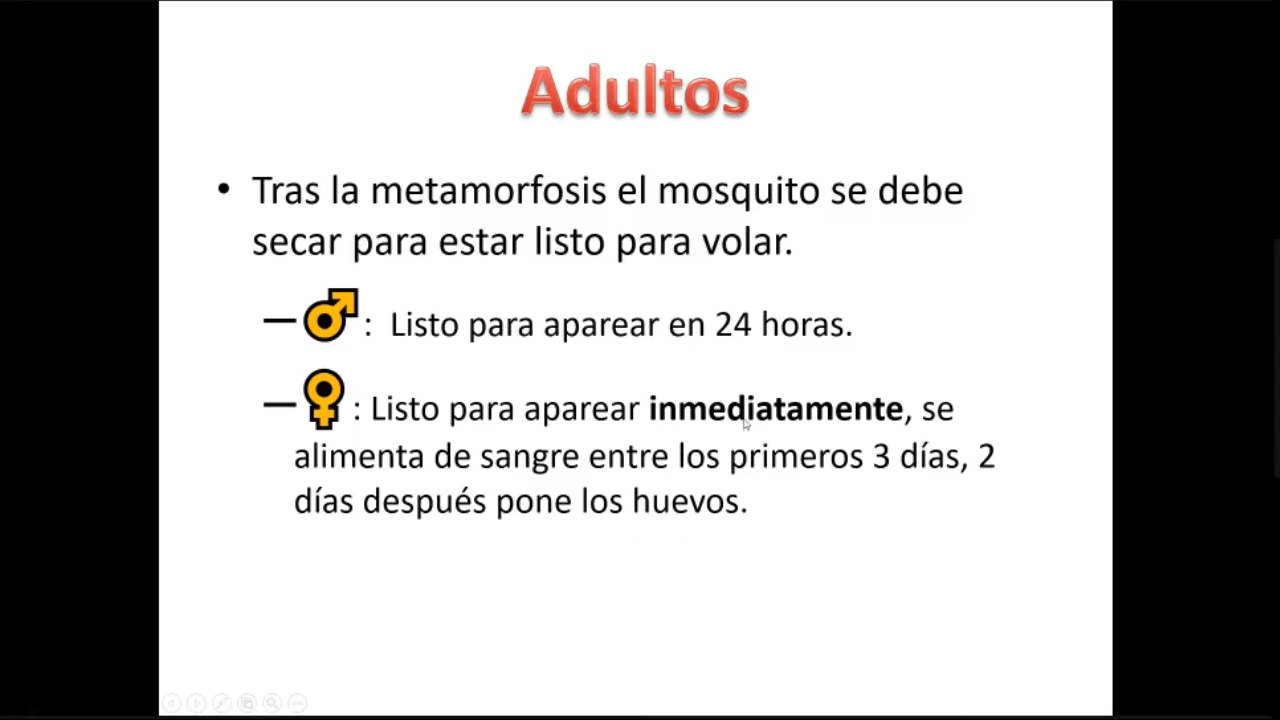 Adultos
• Tras la metamorfosis el mosquito se debe
secar para estar listo para volar.
– ♂: Listo para aparear en 24 horas.
– ♀: Listo para aparear inmediatamente, se
alimenta de sangre entre los primeros 3 días, 2
días después pone los huevos.